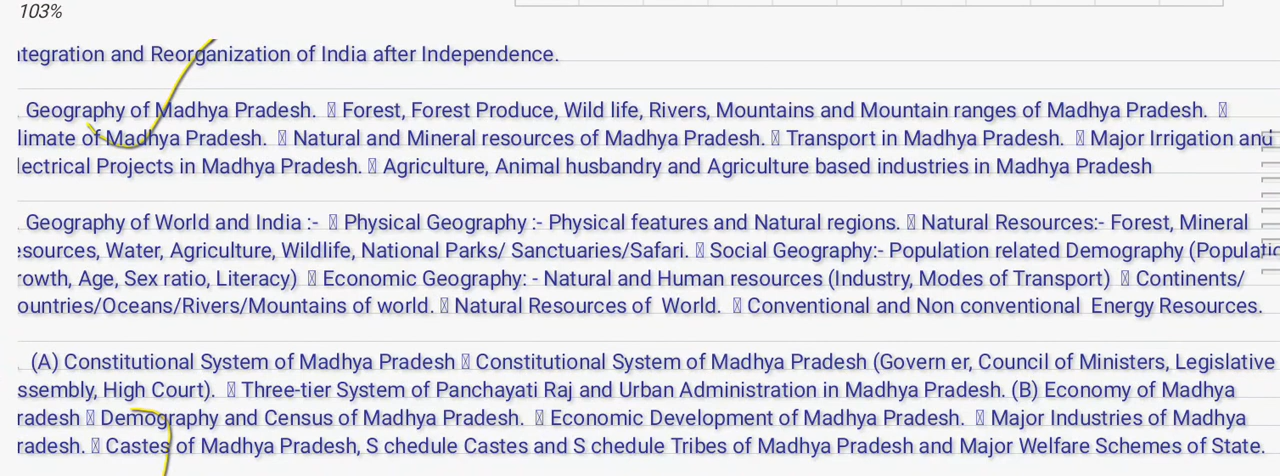 103%
ntegration and Reorganization of India after Independence.
. Geography of Madhya Pradesh. Forest, Forest Produce, Wild life, Rivers, Mountains and Mountain ranges of Madhya Pradesh.
limate of Madhya Pradesh. Natural and Mineral resources of Madhya Pradesh. Transport in Madhya Pradesh. Major Irrigation and
lectrical Projects in Madhya Pradesh. Agriculture, Animal husbandry and Agriculture based industries in Madhya Pradesh
. Geography of World and India :- Physical Geography :- Physical features and Natural regions. Natural Resources:- Forest, Mineral
esources, Water, Agriculture, Wildlife, National Parks/ Sanctuaries/Safari. Social Geography:- Population related Demography (Populatio
rowth, Age, Sex ratio, Literacy) Economic Geography: - Natural and Human resources (Industry, Modes of Transport) Continents/
ountries/Oceans/Rivers/Mountains of world. Natural Resources of World. Conventional and Non conventional Energy Resources.
. (A) Constitutional System of Madhya Pradesh Constitutional System of Madhya Pradesh (Govern er, Council of Ministers, Legislative
ssembly, High Court). Three-tier System of Panchayati Raj and Urban Administration in Madhya Pradesh. (B) Economy of Madhya
radesh Demography and Census of Madhya Pradesh. Economic Development of Madhya Pradesh. Major Industries of Madhya
radesh. Castes of Madhya Pradesh, S chedule Castes and S chedule Tribes of Madhya Pradesh and Major Welfare Schemes of State.